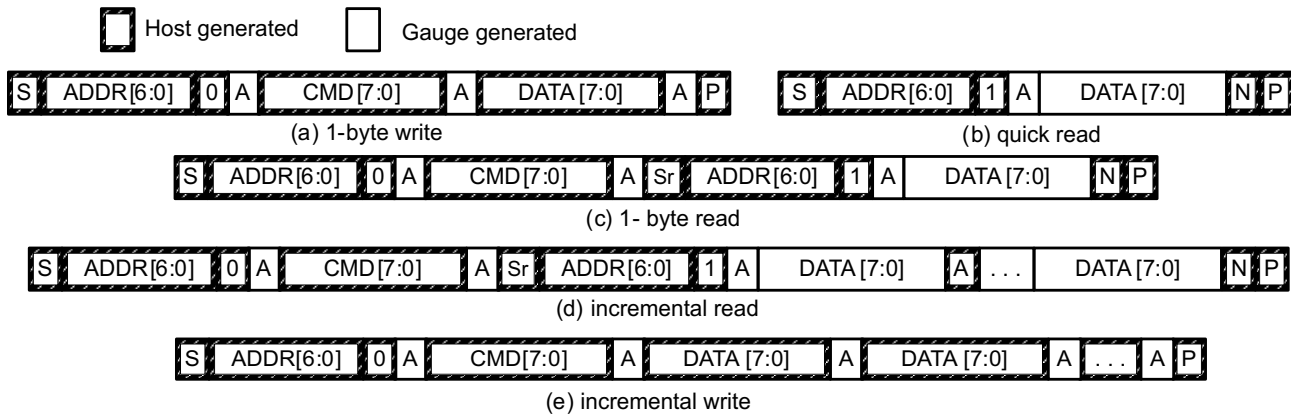 Host generated Gauge generated
S ADDR[6:0] 0 A CMD[7:0] A DATA[7:0] A P
(a) 1-byte write
S ADDR[6:0] 1 A DATA[7:0] N P
(b) quick read
S ADDR[6:0] 0 A CMD[7:0] A Sr ADDR[6:0] 1 A DATA[7:0] N P
(c) 1- byte read
S ADDR[6:0] 0 A CMD[7:0] A Sr ADDR[6:0] 1 A DATA[7:0] A . . . DATA[7:0] N P
(d) incremental read
S ADDR[6:0] 0 A CMD[7:0] A DATA[7:0] A DATA[7:0] A . . . A P
(e) incremental write